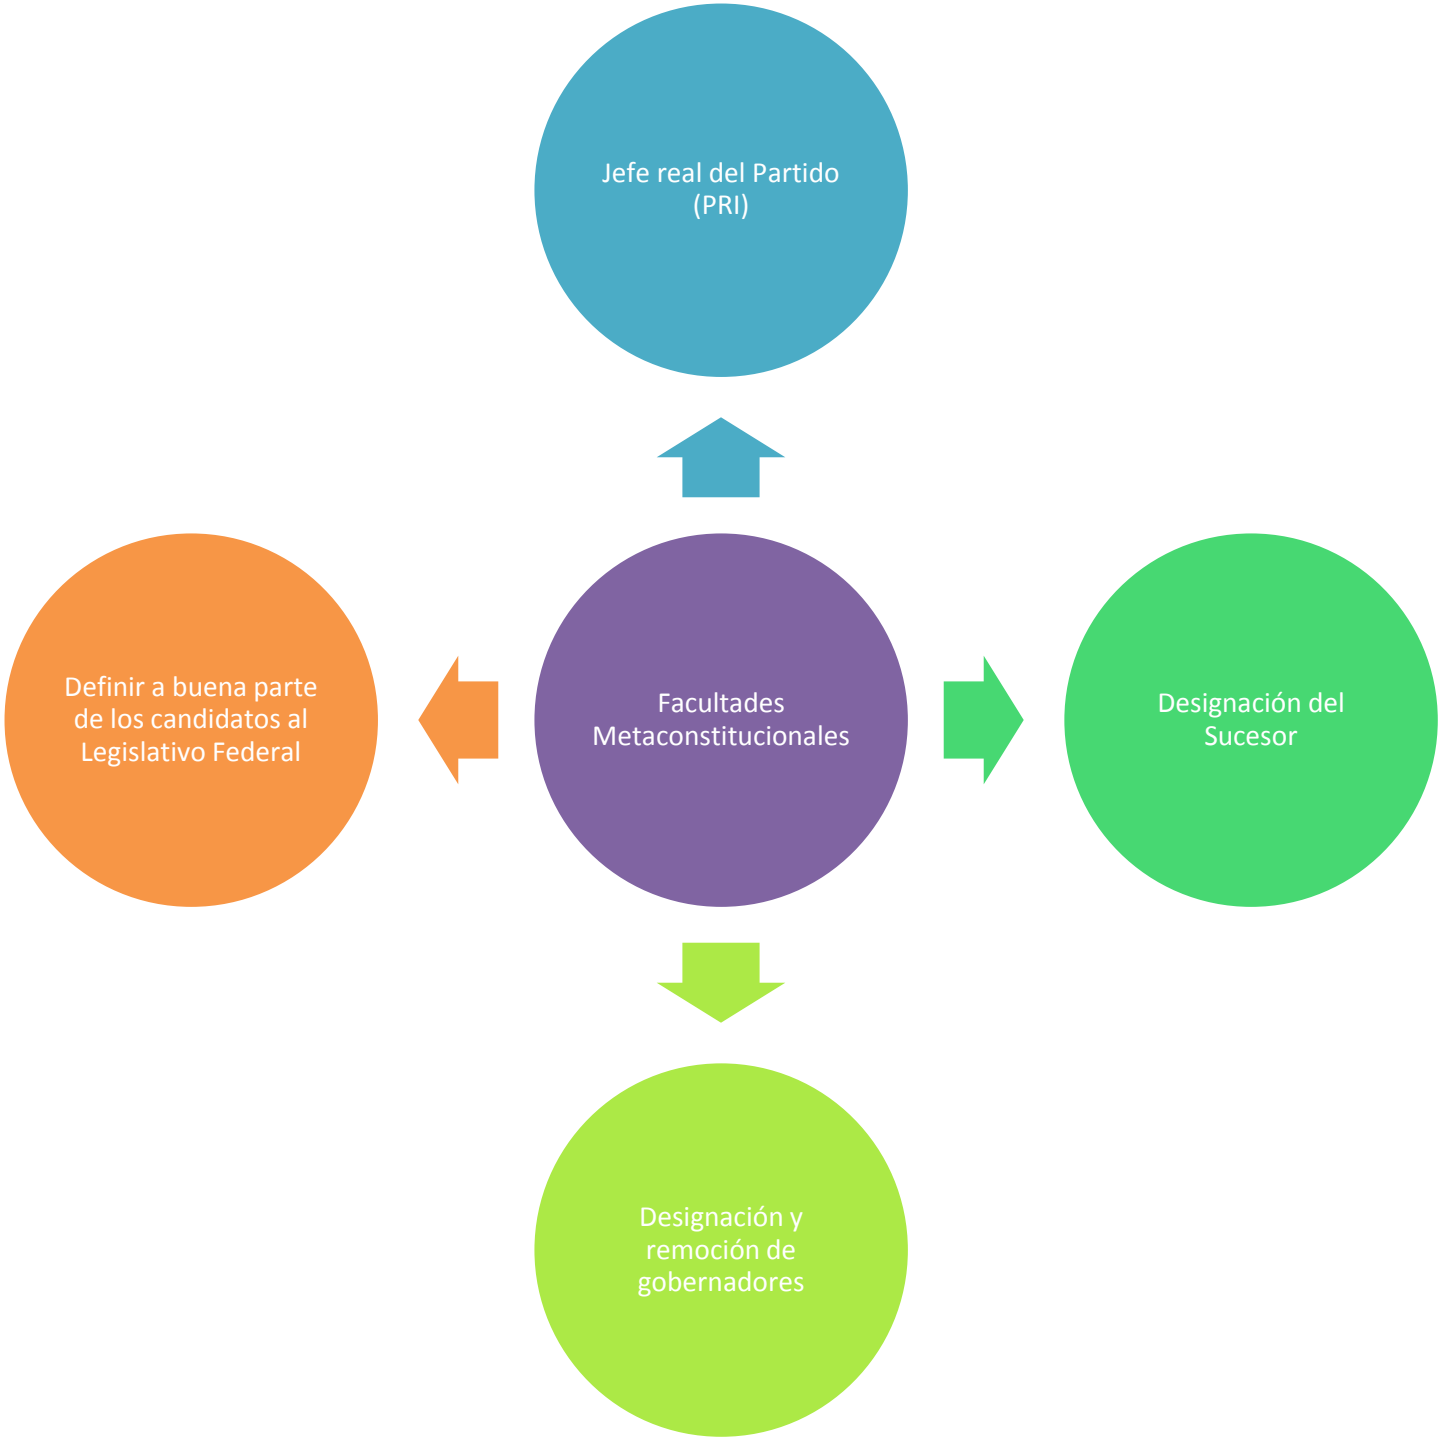 Jefe real del Partido
(PRI)
Definir a buena parte
de los candidatos al
Legislativo Federal
Facultades
Metaconstitucionales
Designación del
Sucesor
Designación y
remoción de
gobernadores